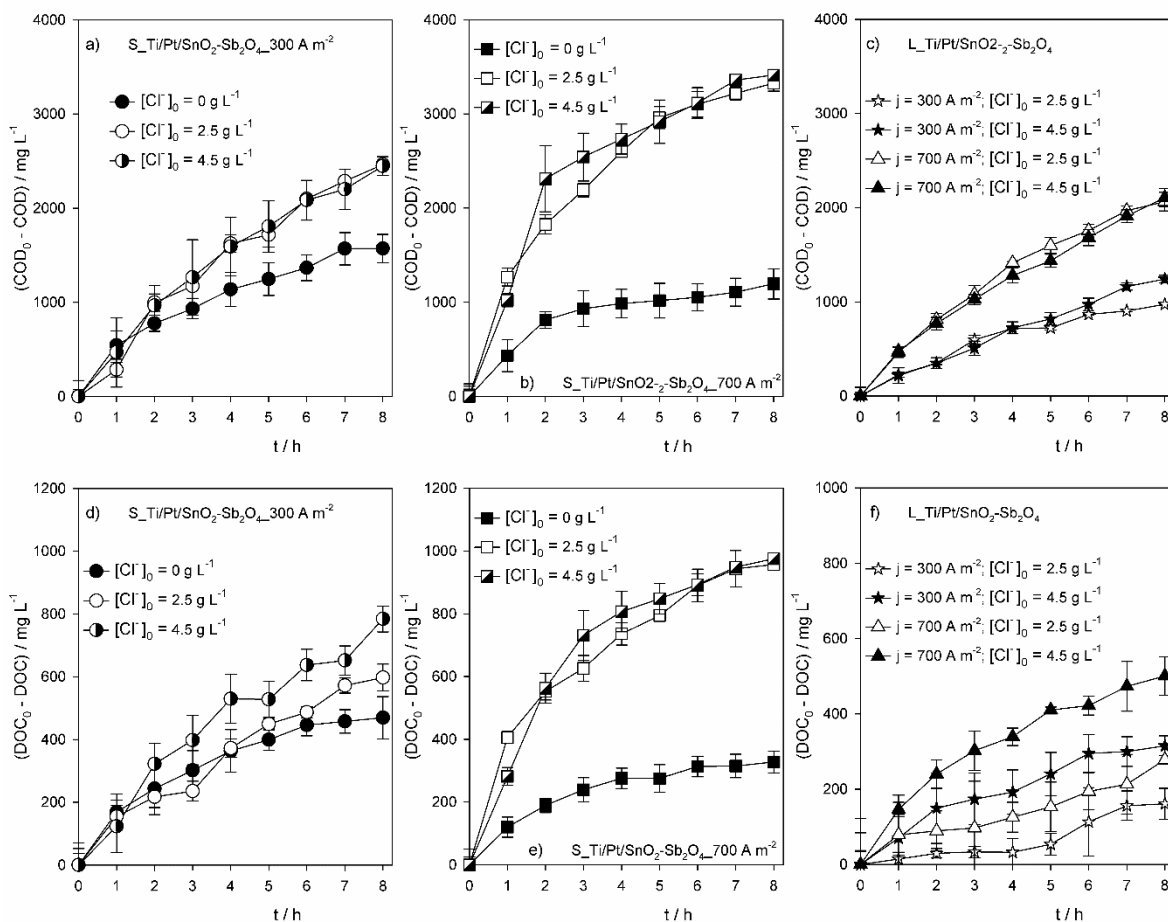 a) S_Ti/Pt/SnO₂-Sb₂O₄_300 A m⁻²
[Cl⁻]₀ = 0 g L⁻¹
[Cl⁻]₀ = 2.5 g L⁻¹
[Cl⁻]₀ = 4.5 g L⁻¹
(COD₀ - COD) / mg L⁻¹
4000
3000
2000
1000
0
0 1 2 3 4 5 6 7 8
t / h
[Cl⁻]₀ = 0 g L⁻¹
[Cl⁻]₀ = 2.5 g L⁻¹
[Cl⁻]₀ = 4.5 g L⁻¹
b) S_Ti/Pt/SnO2-₂-Sb₂O₄_700 A m⁻²
(COD₀ - COD) / mg L⁻¹
4000
3000
2000
1000
0
0 1 2 3 4 5 6 7 8
t / h
c) L_Ti/Pt/SnO2-₂-Sb₂O₄
j = 300 A m⁻²; [Cl⁻]₀ = 2.5 g L⁻¹
j = 300 A m⁻²; [Cl⁻]₀ = 4.5 g L⁻¹
j = 700 A m⁻²; [Cl⁻]₀ = 2.5 g L⁻¹
j = 700 A m⁻²; [Cl⁻]₀ = 4.5 g L⁻¹
(COD₀ - COD) / mg L⁻¹
4000
3000
2000
1000
0
0 1 2 3 4 5 6 7 8
t / h
d) S_Ti/Pt/SnO₂-Sb₂O₄_300 A m⁻²
[Cl⁻]₀ = 0 g L⁻¹
[Cl⁻]₀ = 2.5 g L⁻¹
[Cl⁻]₀ = 4.5 g L⁻¹
(DOC₀ - DOC) / mg L⁻¹
1200
1000
800
600
400
200
0
0 1 2 3 4 5 6 7 8
t / h
[Cl⁻]₀ = 0 g L⁻¹
[Cl⁻]₀ = 2.5 g L⁻¹
[Cl⁻]₀ = 4.5 g L⁻¹
e) S_Ti/Pt/SnO₂-Sb₂O₄_700 A m⁻²
(DOC₀ - DOC) / mg L⁻¹
1200
1000
800
600
400
200
0
0 1 2 3 4 5 6 7 8
t / h
f) L_Ti/Pt/SnO₂-Sb₂O₄
j = 300 A m⁻²; [Cl⁻]₀ = 2.5 g L⁻¹
j = 300 A m⁻²; [Cl⁻]₀ = 4.5 g L⁻¹
j = 700 A m⁻²; [Cl⁻]₀ = 2.5 g L⁻¹
j = 700 A m⁻²; [Cl⁻]₀ = 4.5 g L⁻¹
(DOC₀ - DOC) / mg L⁻¹
1000
800
600
400
200
0
0 1 2 3 4 5 6 7 8
t / h